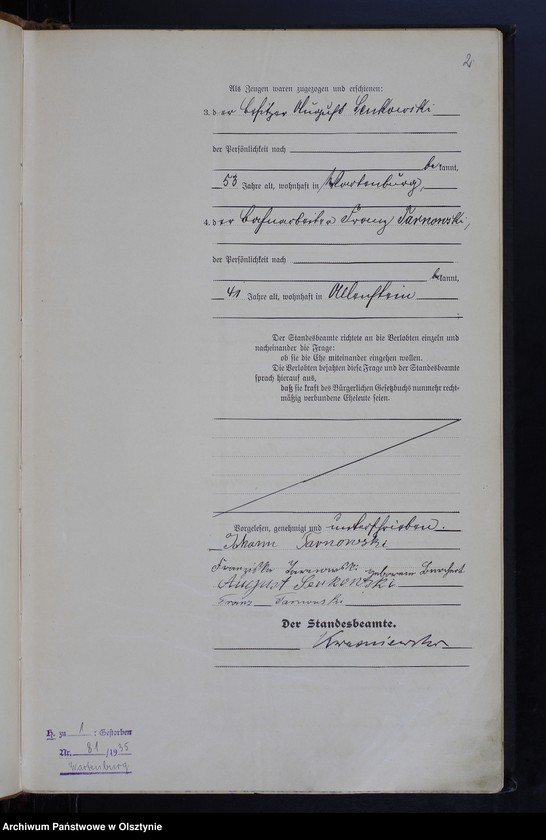 2
Als Zeugen waren zugezogen und erschienen:
3. der Besitzer August Senkowski
der Persönlichkeit nach
bekannt,
53 Jahre alt, wohnhaft in Wartenburg,
4. der Bahnarbeiter Franz Tarnowski,
der Persönlichkeit nach
bekannt,
41 Jahre alt, wohnhaft in Allenstein
Der Standesbeamte richtete an die Verlobten einzeln und
nacheinander die Frage:
ob sie die Ehe miteinander eingehen wollen.
Die Verlobten bejahten diese Frage und der Standesbeamte
sprach hierauf aus,
daß sie kraft des Bürgerlichen Gesetzbuchs nunmehr recht-
mäßig verbundene Eheleute seien.
Vorgelesen, genehmigt und unterschrieben.
Johann Tarnowski
Franziska Tarnowski geborene
August Senkowski
Franz Tarnowski
Der Standesbeamte.
H. zu 1 : Gestorben
Nr. 81/1935
Wartenburg
Archiwum Państwowe w Olsztynie